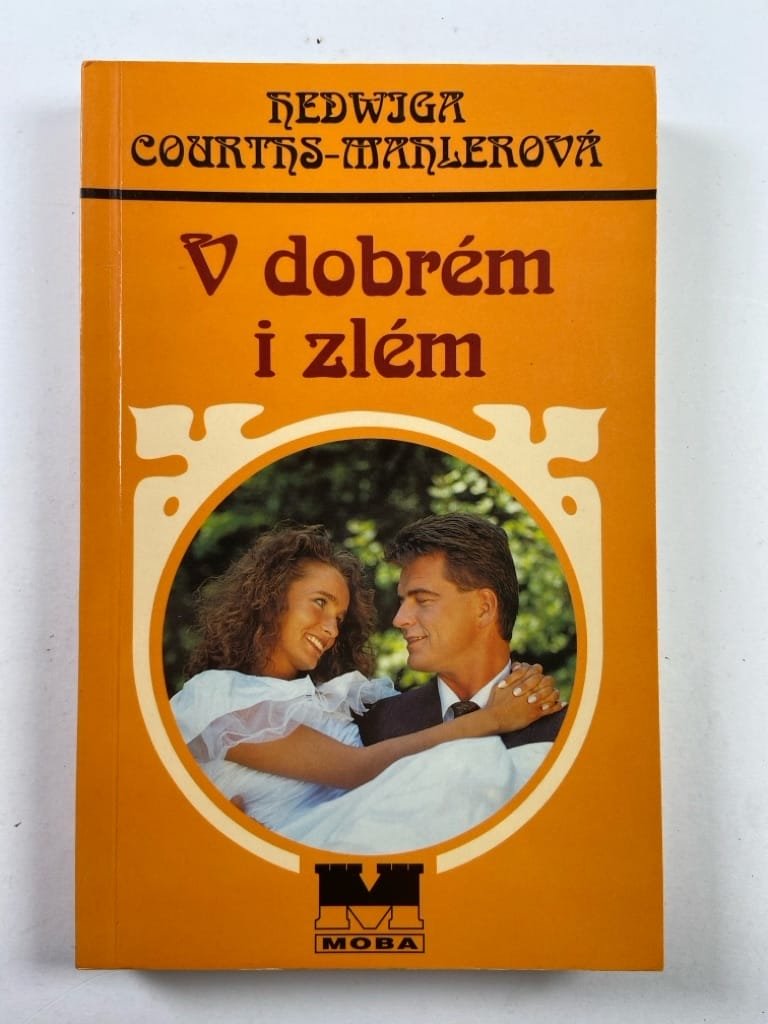 HEDWIGA
COURTHS-MAHLEROVÁ
V dobrém
i zlém
M
MOBA